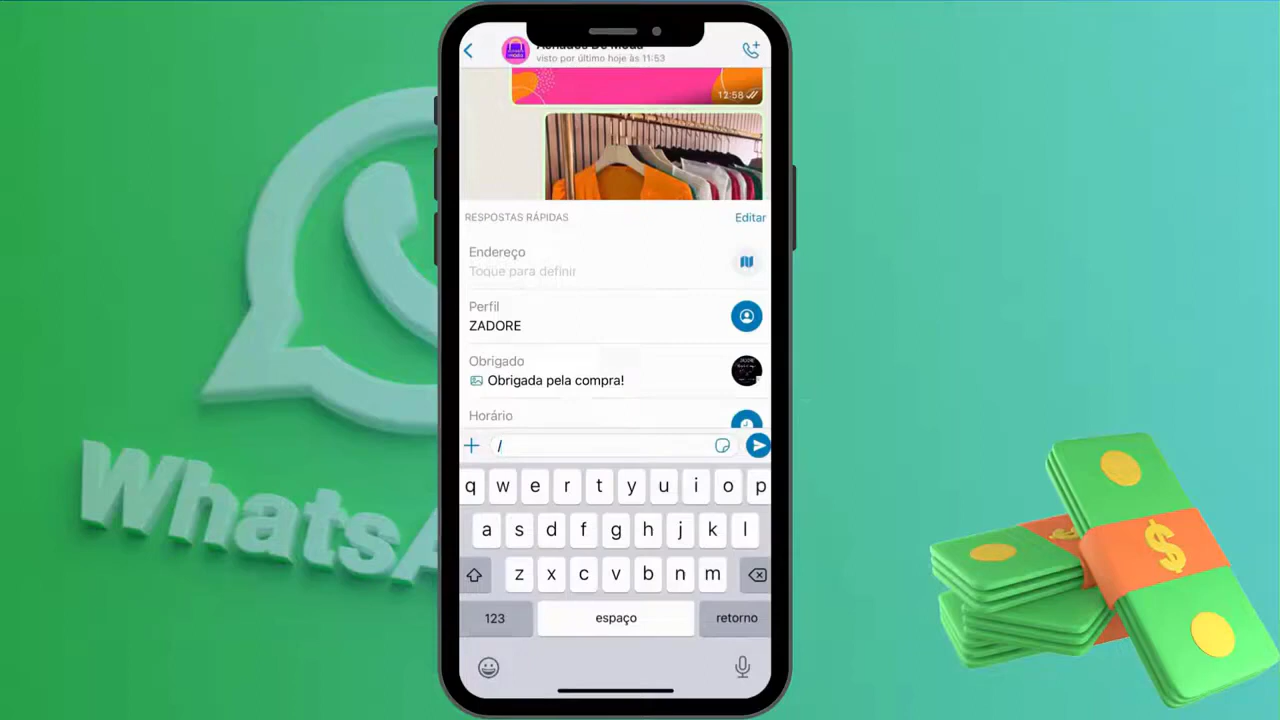 visto por último hoje às 11:53
12:58
RESPOSTAS RÁPIDAS
Editar
Endereço
Toque para definir
Perfil
ZADORE
Obrigado
Obrigada pela compra!
Horário
/
q w e r t y u i o p
a s d f g h j k l
z x c v b n m
123
espaço
retorno
WhatsA
$